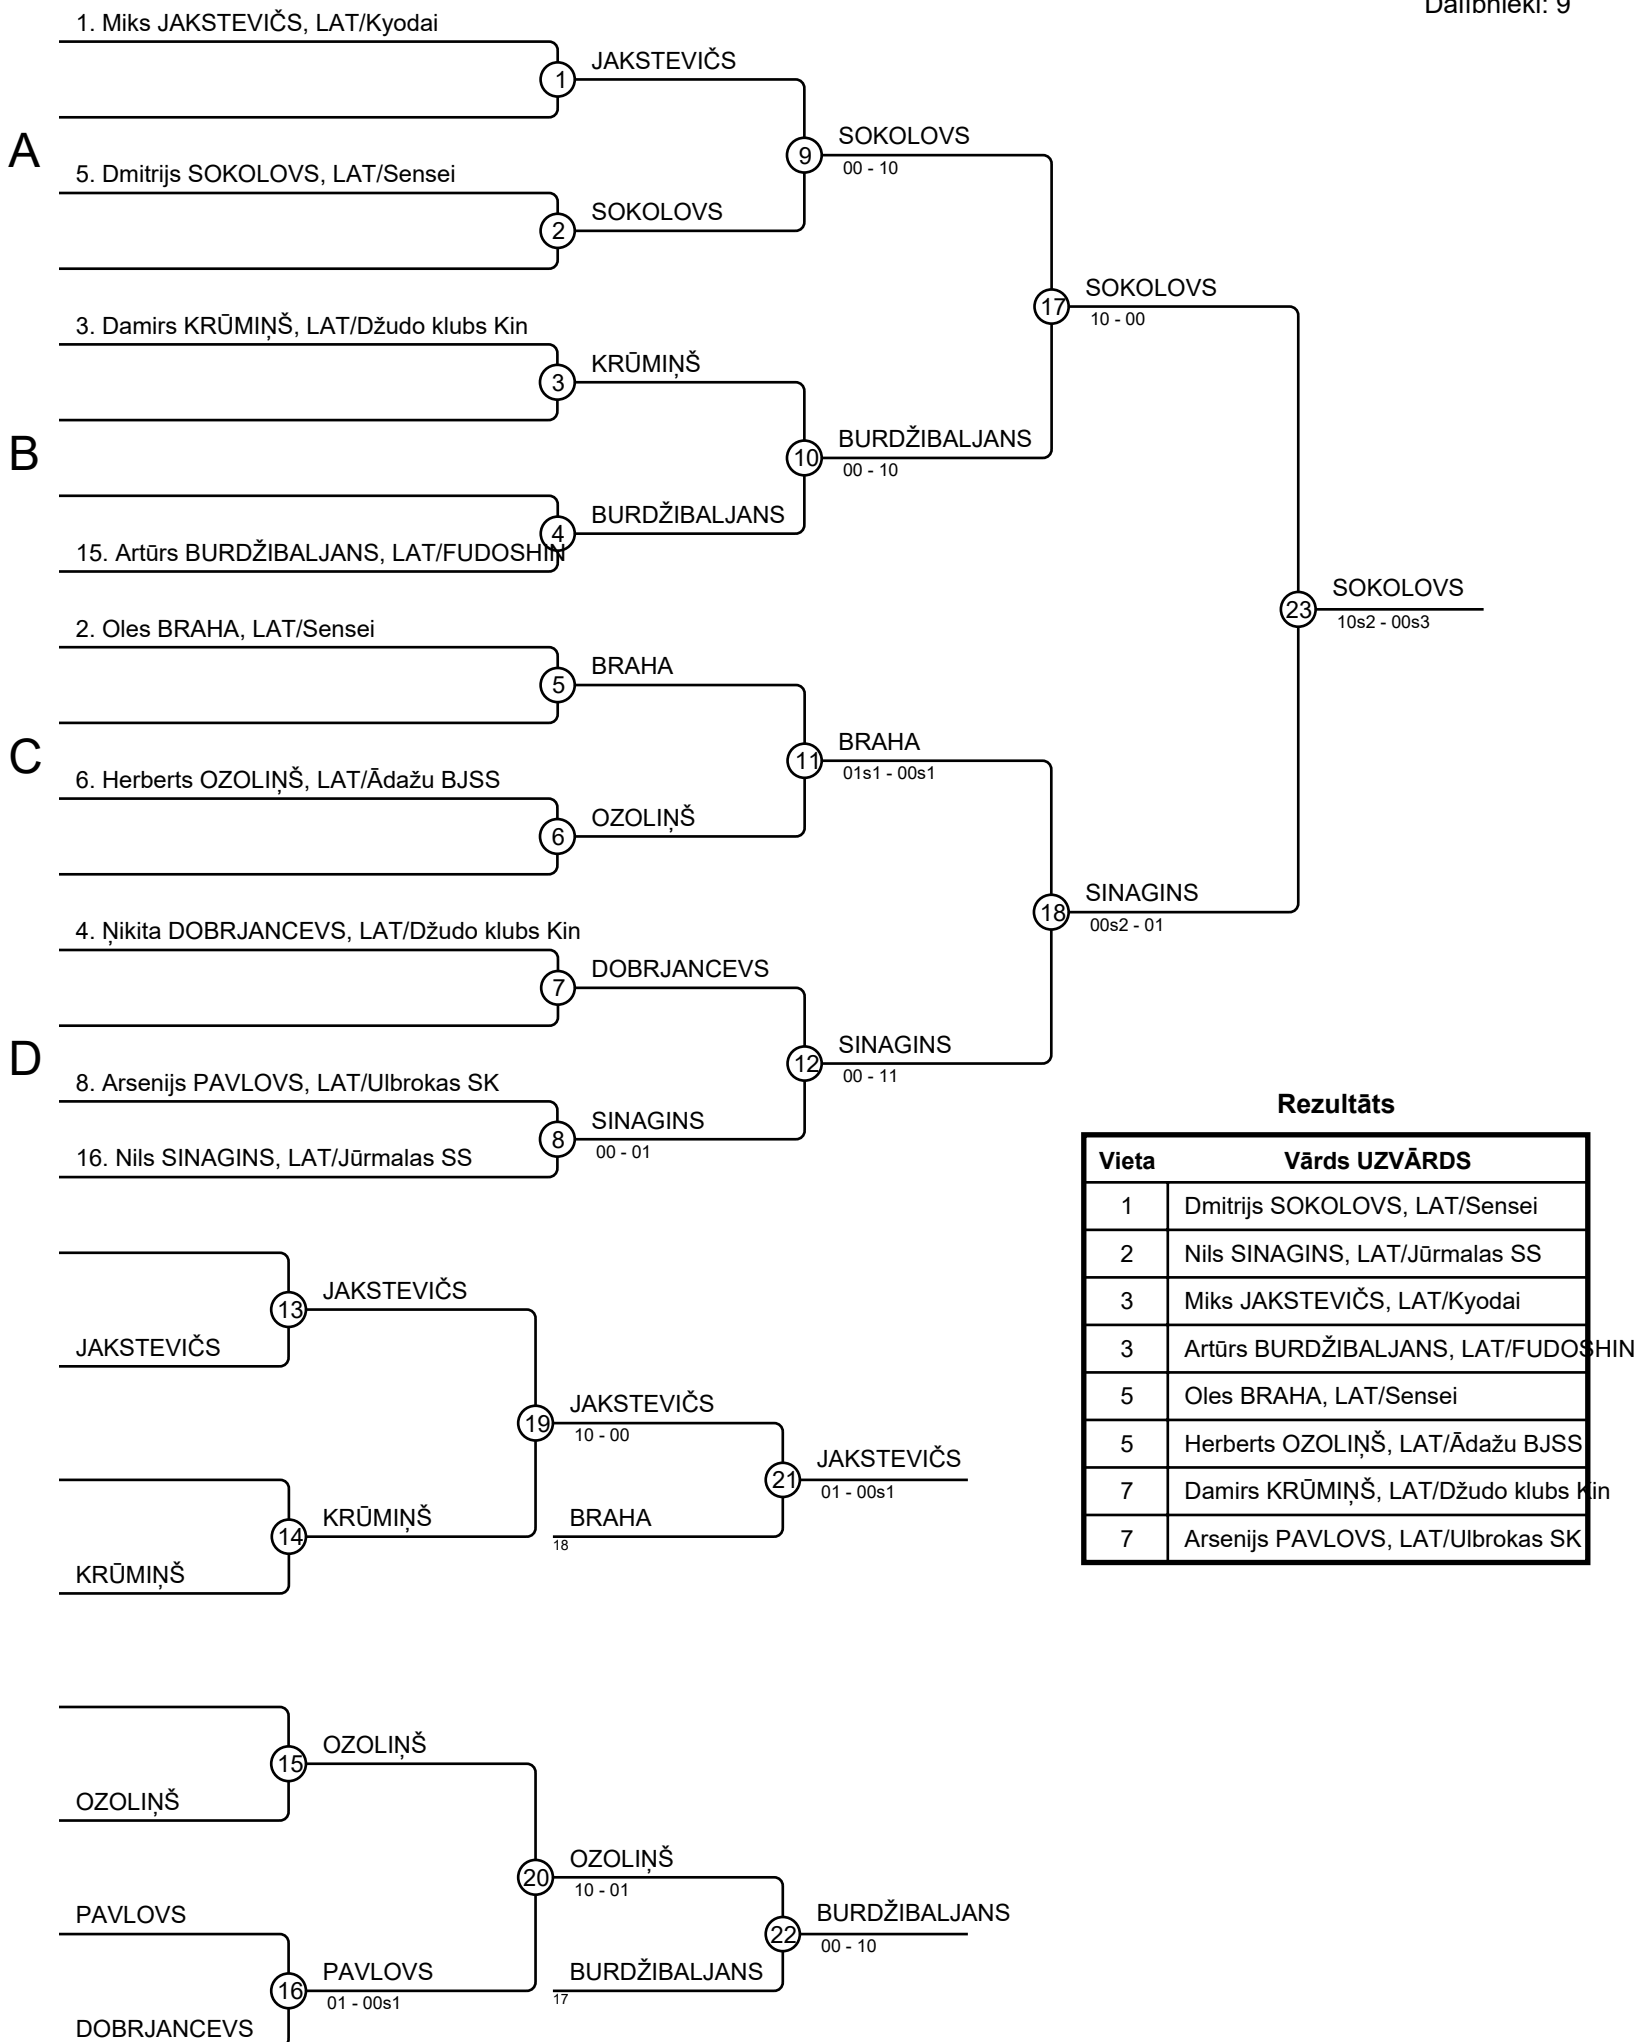 Dalībnieki: 9
1. Miks JAKSTEVIČS, LAT/Kyodai
JAKSTEVIČS
1
A
SOKOLOVS
9
00 - 10
5. Dmitrijs SOKOLOVS, LAT/Sensei
SOKOLOVS
2
SOKOLOVS
17
10 - 00
3. Damirs KRŪMIŅŠ, LAT/Džudo klubs Kin
KRŪMIŅŠ
3
B
BURDŽIBALJANS
10
00 - 10
BURDŽIBALJANS
4
15. Artūrs BURDŽIBALJANS, LAT/FUDOSHIN
SOKOLOVS
23
10s2 - 00s3
2. Oles BRAHA, LAT/Sensei
BRAHA
5
C
BRAHA
11
01s1 - 00s1
6. Herberts OZOLIŅŠ, LAT/Ādažu BJSS
OZOLIŅŠ
6
SINAGINS
18
00s2 - 01
4. Ņikita DOBRJANCEVS, LAT/Džudo klubs Kin
DOBRJANCEVS
7
D
SINAGINS
12
00 - 11
8. Arsenijs PAVLOVS, LAT/Ulbrokas SK
SINAGINS
8
00 - 01
16. Nils SINAGINS, LAT/Jūrmalas SS
Rezultāts
Vieta Vārds UZVĀRDS
1 Dmitrijs SOKOLOVS, LAT/Sensei
2 Nils SINAGINS, LAT/Jūrmalas SS
3 Miks JAKSTEVIČS, LAT/Kyodai
3 Artūrs BURDŽIBALJANS, LAT/FUDOSHIN
5 Oles BRAHA, LAT/Sensei
5 Herberts OZOLIŅŠ, LAT/Ādažu BJSS
7 Damirs KRŪMIŅŠ, LAT/Džudo klubs Kin
7 Arsenijs PAVLOVS, LAT/Ulbrokas SK
JAKSTEVIČS
13
JAKSTEVIČS
JAKSTEVIČS
19
10 - 00
JAKSTEVIČS
21
01 - 00s1
KRŪMIŅŠ
14
BRAHA
18
KRŪMIŅŠ
OZOLIŅŠ
15
OZOLIŅŠ
OZOLIŅŠ
20
10 - 01
PAVLOVS
BURDŽIBALJANS
22
00 - 10
PAVLOVS
16
01 - 00s1
BURDŽIBALJANS
17
DOBRJANCEVS